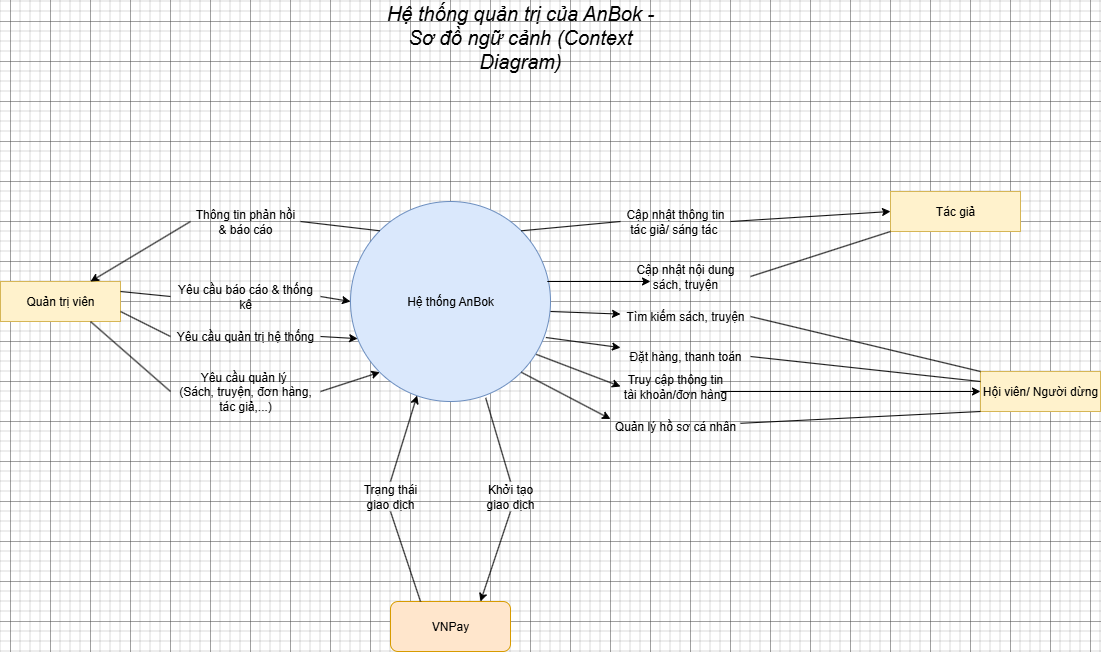 Hệ thống quản trị của AnBok -
Sơ đồ ngữ cảnh (Context
Diagram)
Thông tin phản hồi
& báo cáo
Cập nhật thông tin
tác giả/ sáng tác
Tác giả
Quản trị viên
Yêu cầu báo cáo & thống
kê
Hệ thống AnBok
Cập nhật nội dung
sách, truyện
Tìm kiếm sách, truyện
Yêu cầu quản trị hệ thống
Đặt hàng, thanh toán
Yêu cầu quản lý
(Sách, truyện, đơn hàng,
tác giả,...)
Truy cập thông tin
tài khoản/đơn hàng
Hội viên/ Người dừng
Quản lý hồ sơ cá nhân
Trạng thái
giao dịch
Khởi tạo
giao dịch
VNPay